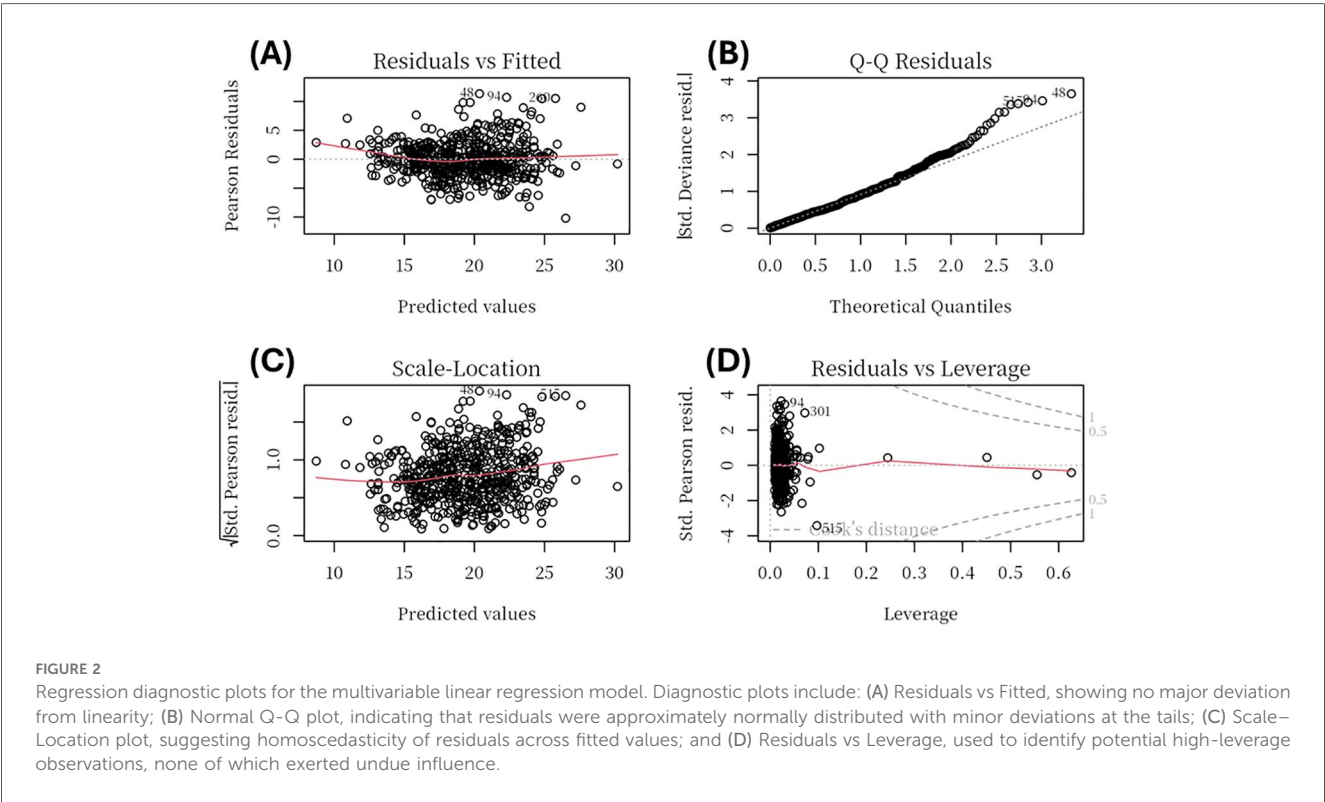 (A)
Residuals vs Fitted
Pearson Residuals
5
0
-10
48
94
260
10 15 20 25 30
Predicted values
(B)
Q-Q Residuals
|Std. Deviance resid.|
4
3
2
1
0
48
0.0 0.5 1.0 1.5 2.0 2.5 3.0
Theoretical Quantiles
(C)
Scale-Location
√|Std. Pearson resid.|
1.0
0.0
48
94
515
10 15 20 25 30
Predicted values
(D)
Residuals vs Leverage
Std. Pearson resid.
4
2
0
-2
-4
94
301
515
Cook's distance
1
0.5
0.5
1
0.0 0.1 0.2 0.3 0.4 0.5 0.6
Leverage
FIGURE 2
Regression diagnostic plots for the multivariable linear regression model. Diagnostic plots include: (A) Residuals vs Fitted, showing no major deviation
from linearity; (B) Normal Q-Q plot, indicating that residuals were approximately normally distributed with minor deviations at the tails; (C) Scale–
Location plot, suggesting homoscedasticity of residuals across fitted values; and (D) Residuals vs Leverage, used to identify potential high-leverage
observations, none of which exerted undue influence.